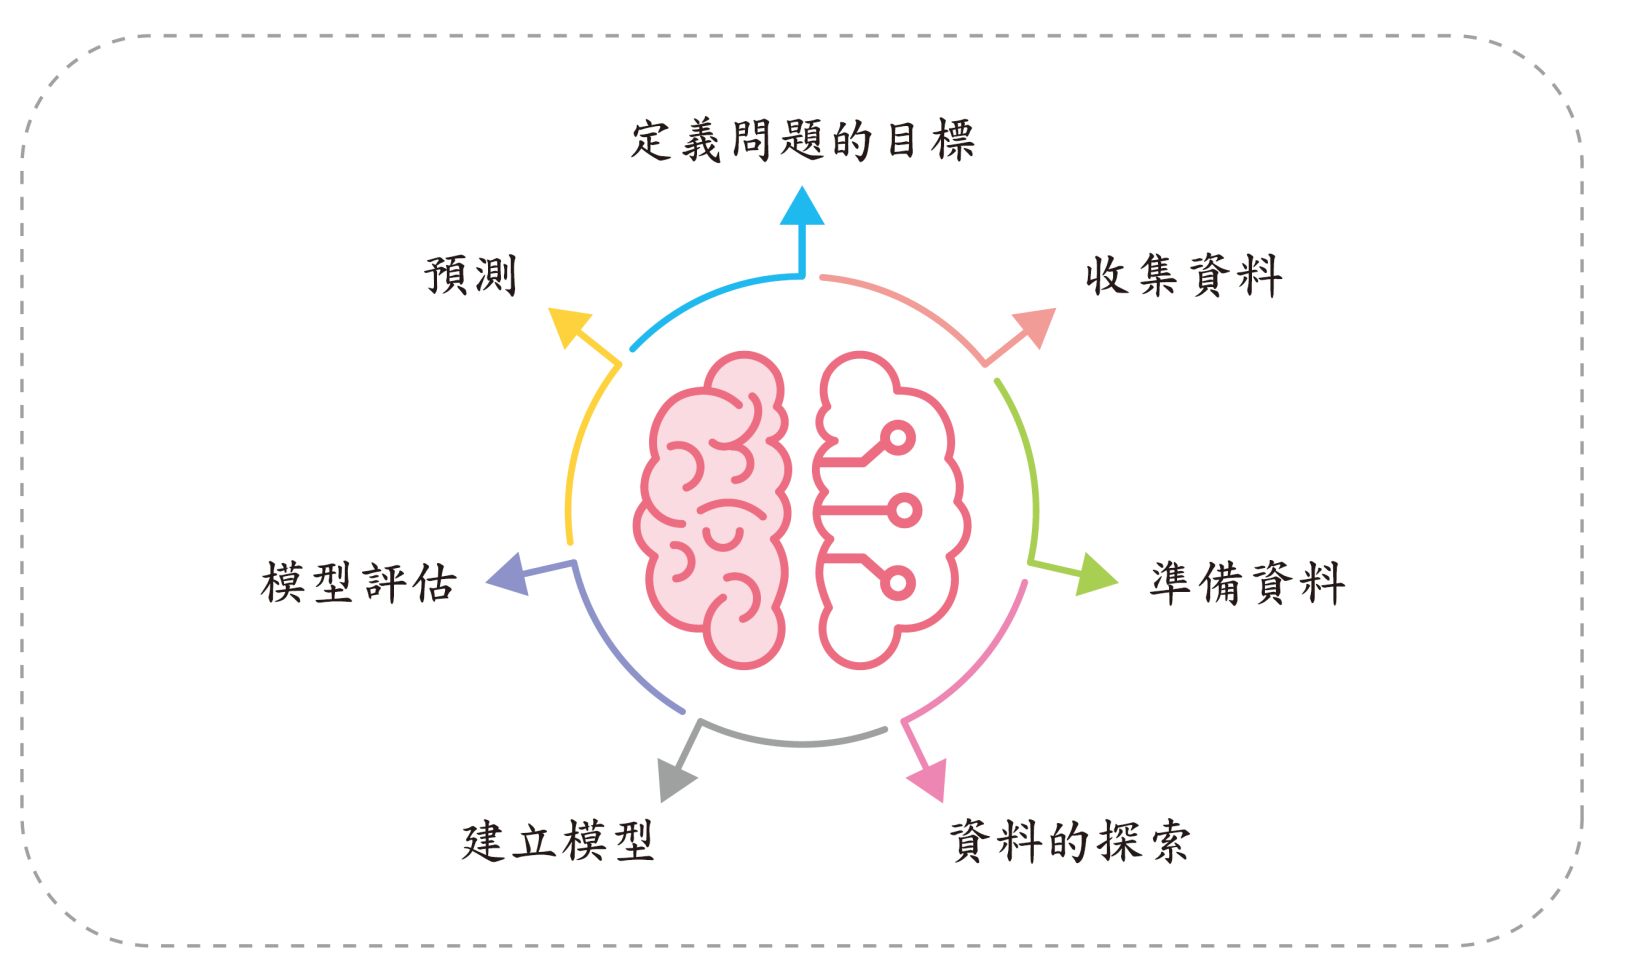 定義問題的目標
收集資料
準備資料
資料的探索
建立模型
模型評估
預測